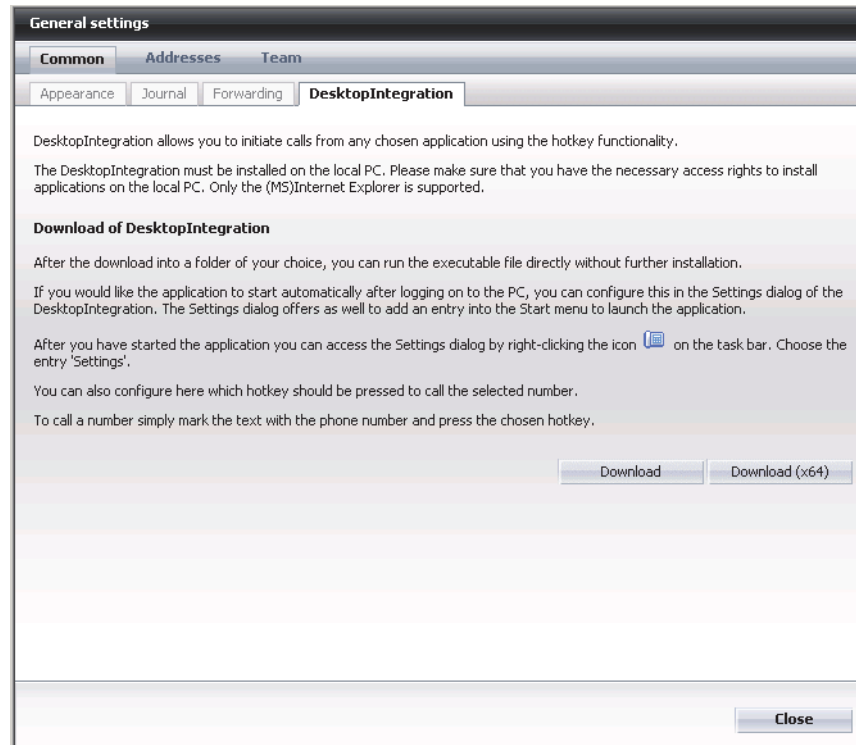 General settings
Common Addresses Team
Appearance Journal Forwarding DesktopIntegration
DesktopIntegration allows you to initiate calls from any chosen application using the hotkey functionality.
The DesktopIntegration must be installed on the local PC. Please make sure that you have the necessary access rights to install
applications on the local PC. Only the (MS)Internet Explorer is supported.
Download of DesktopIntegration
After the download into a folder of your choice, you can run the executable file directly without further installation.
If you would like the application to start automatically after logging on to the PC, you can configure this in the Settings dialog of the
DesktopIntegration. The Settings dialog offers as well to add an entry into the Start menu to launch the application.
After you have started the application you can access the Settings dialog by right-clicking the icon on the task bar. Choose the
entry 'Settings'.
You can also configure here which hotkey should be pressed to call the selected number.
To call a number simply mark the text with the phone number and press the chosen hotkey.
Download Download (x64)
Close